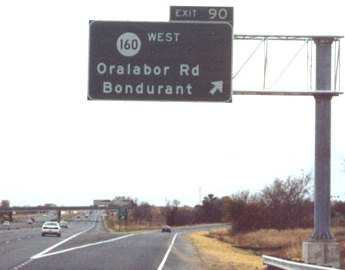 EXIT 90
160 WEST
Oralabor Rd
Bondurant